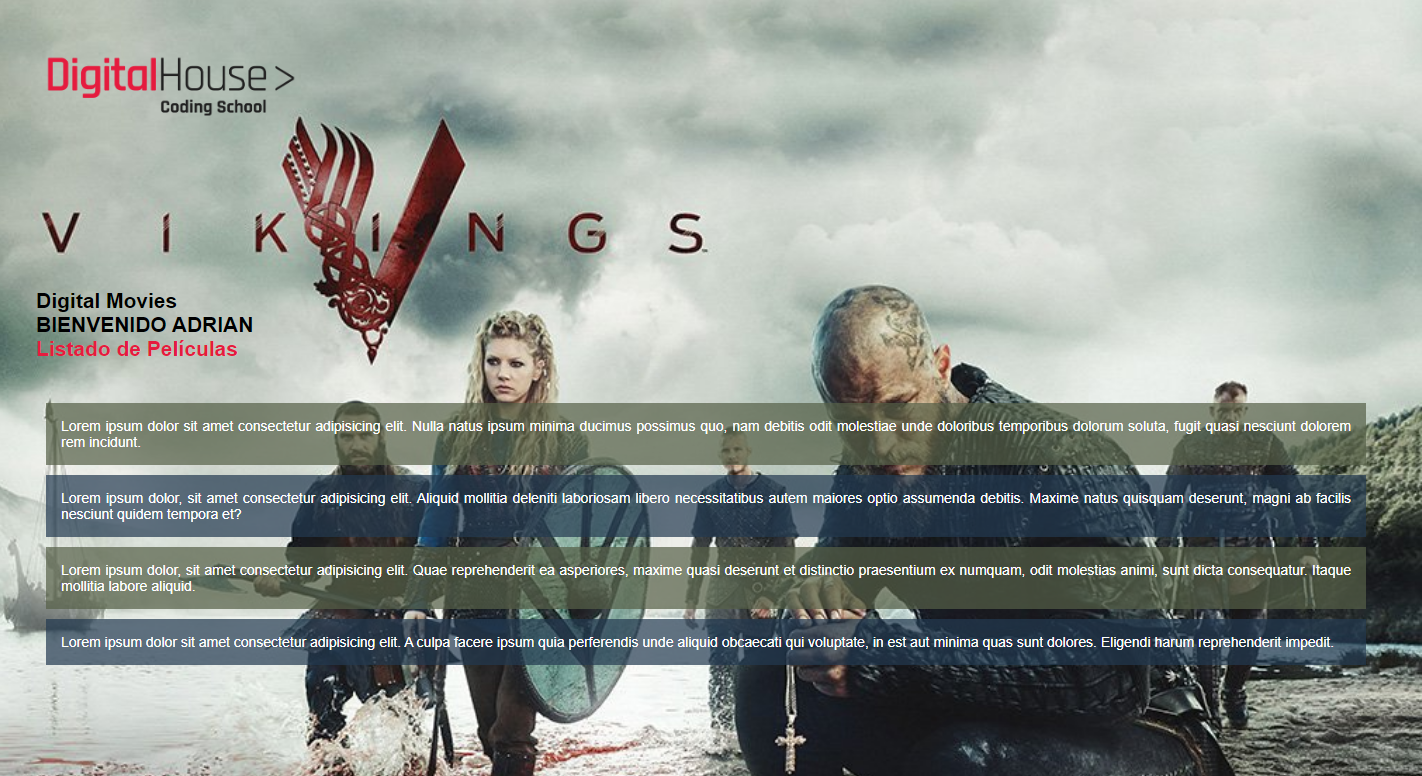 DigitalHouse >
Coding School
VIKINGS
Digital Movies
BIENVENIDO ADRIAN
Listado de Películas
Lorem ipsum dolor sit amet consectetur adipisicing elit. Nulla natus ipsum minima ducimus possimus quo, nam debitis odit molestiae unde doloribus temporibus dolorum soluta, fugit quasi nesciunt dolorem
rem incidunt.
Lorem ipsum dolor, sit amet consectetur adipisicing elit. Aliquid mollitia deleniti laboriosam libero necessitatibus autem maiores optio assumenda debitis. Maxime natus quisquam deserunt, magni ab facilis
nesciunt quidem tempora et?
Lorem ipsum dolor, sit amet consectetur adipisicing elit. Quae reprehenderit ea asperiores, maxime quasi deserunt et distinctio praesentium ex numquam, odit molestias animi, sunt dicta consequatur. Itaque
mollitia labore aliquid.
Lorem ipsum dolor sit amet consectetur adipisicing elit. A culpa facere ipsum quia perferendis unde aliquid obcaecati qui voluptate, in est aut minima quas sunt dolores. Eligendi harum reprehenderit impedit.